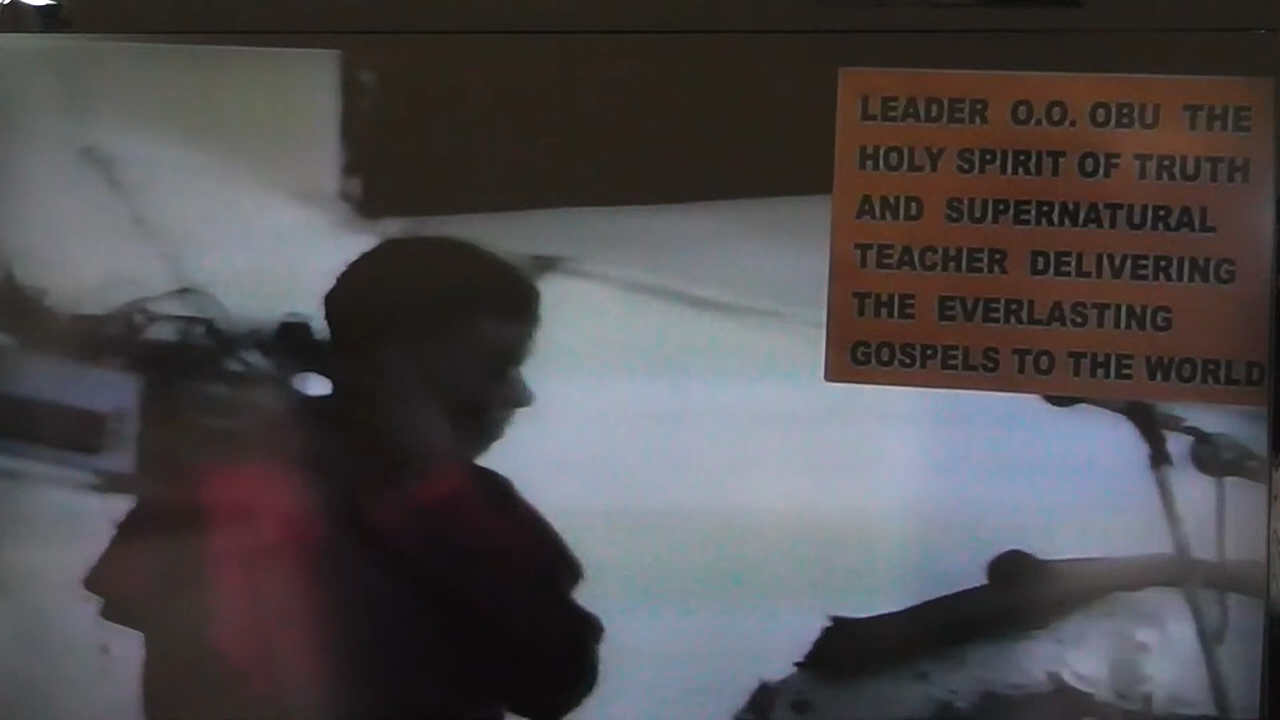 LEADER O.O. OBU THE
HOLY SPIRIT OF TRUTH
AND SUPERNATURAL
TEACHER DELIVERING
THE EVERLASTING
GOSPELS TO THE WORLD